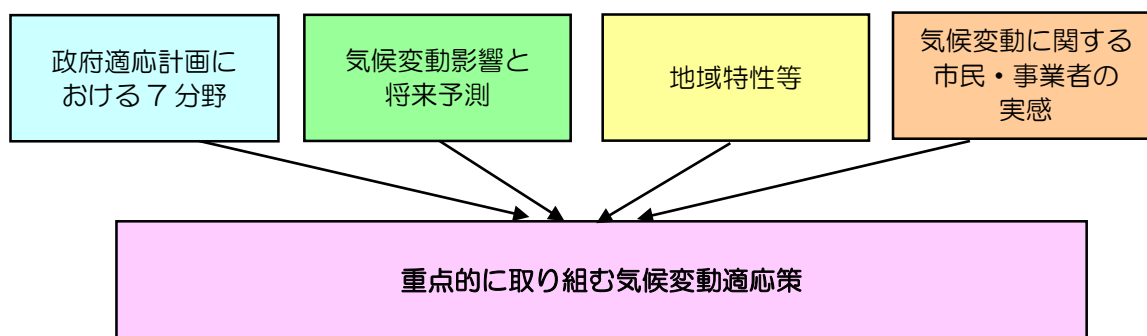 政府適応計画に
おける７分野
気候変動影響と
将来予測
地域特性等
気候変動に関する
市民・事業者の
実感
重点的に取り組む気候変動適応策